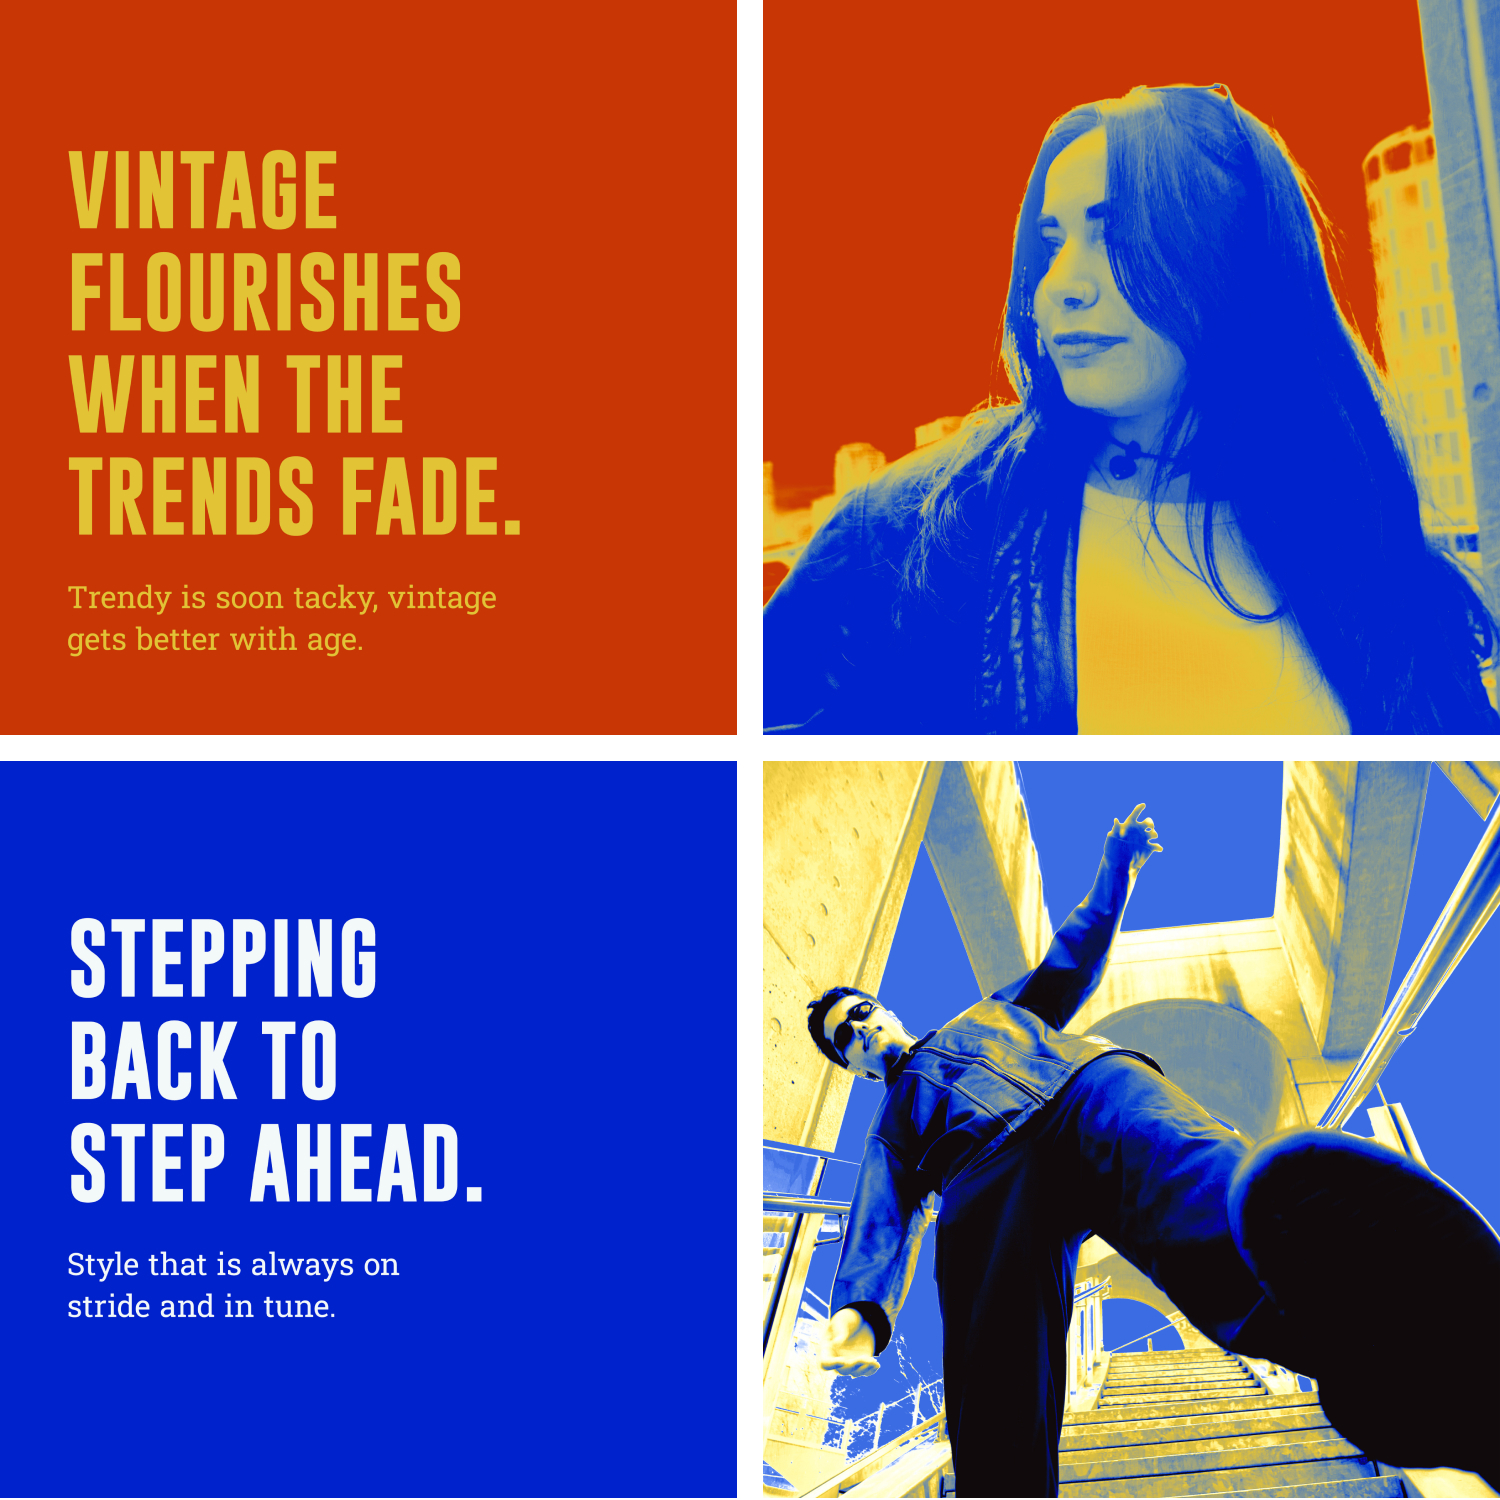 VINTAGE
FLOURISHES
WHEN THE
TRENDS FADE.
Trendy is soon tacky, vintage
gets better with age.
STEPPING
BACK TO
STEP AHEAD.
Style that is always on
stride and in tune.